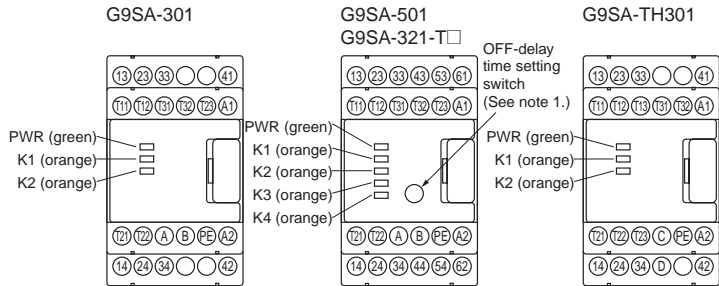 G9SA-301
13 23 33 41
T11 T12 T31 T32 T23 A1
PWR (green)
K1 (orange)
K2 (orange)
T21 T22 A B PE A2
14 24 34 42
G9SA-501
G9SA-321-T□
OFF-delay
time setting
switch
(See note 1.)
13 23 33 43 53 61
T11 T12 T31 T32 T23 A1
PWR (green)
K1 (orange)
K2 (orange)
K3 (orange)
K4 (orange)
T21 T22 A B PE A2
14 24 34 44 54 62
G9SA-TH301
13 23 33 41
T11 T12 T13 T31 T32 A1
PWR (green)
K1 (orange)
K2 (orange)
T21 T22 T23 C PE A2
14 24 34 D 42